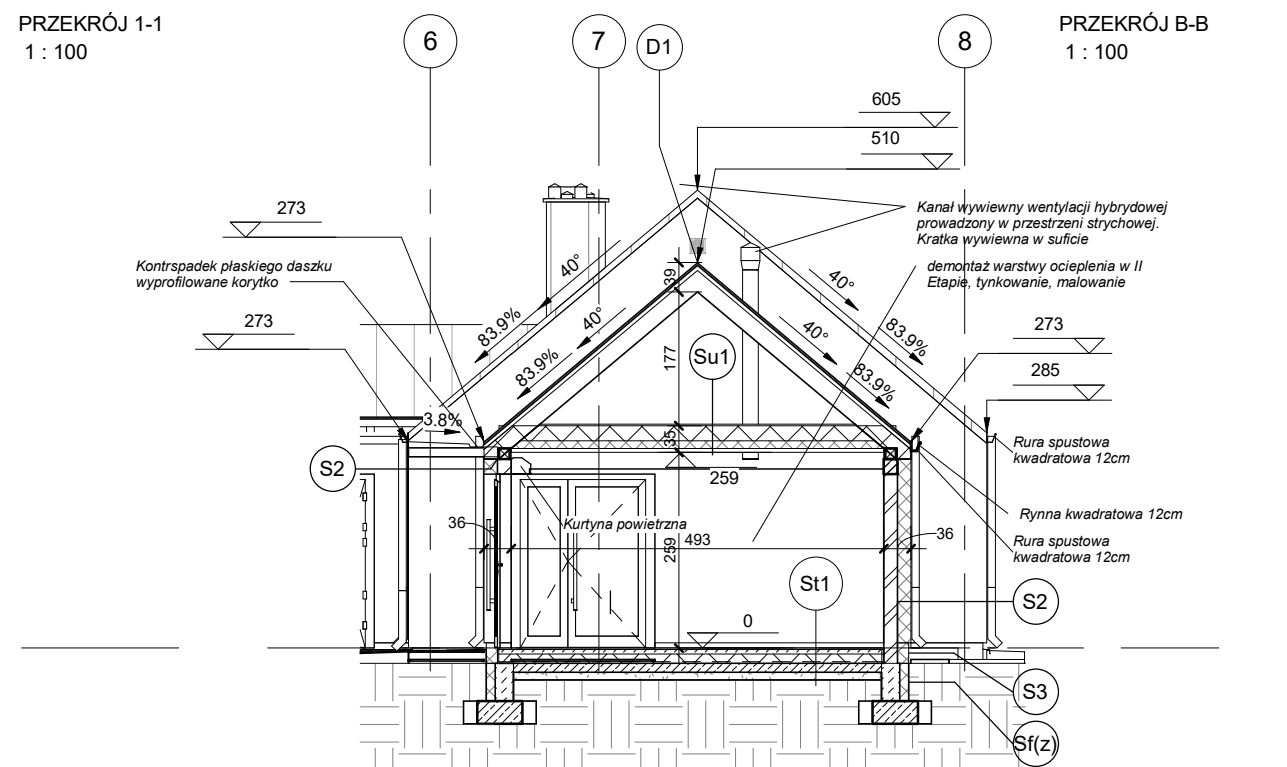 PRZEKRÓJ 1-1
1 : 100
6
7
D1
8
PRZEKRÓJ B-B
1 : 100
605
510
273
Kontrspadek płaskiego daszku
wyprofilowane korytko
273
Kanał wywiewny wentylacji hybrydowej
prowadzony w przestrzeni strychowej.
Kratka wywiewna w suficie
demontaż warstwy ocieplenia w II
Etapie, tynkowanie, malowanie
40°
83.9%
40°
83.9%
39
177
35
Su1
40°
83.9%
40°
83.9%
273
285
3.8%
S2
259
Rura spustowa
kwadratowa 12cm
Rynna kwadratowa 12cm
Rura spustowa
kwadratowa 12cm
36
Kurtyna powietrzna
259
493
36
St1
S2
0
S3
Sf(z)